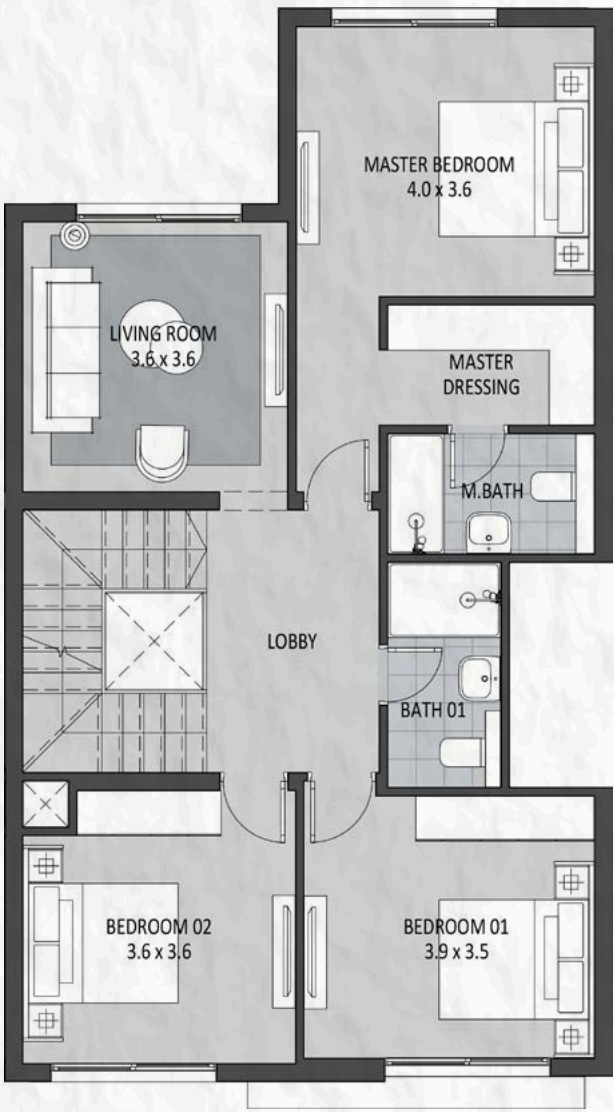 MASTER BEDROOM
4.0 x 3.6
LIVING ROOM
3.6 x 3.6
MASTER
DRESSING
M.BATH
LOBBY
BATH 01
BEDROOM 02
3.6 x 3.6
BEDROOM 01
3.9 x 3.5